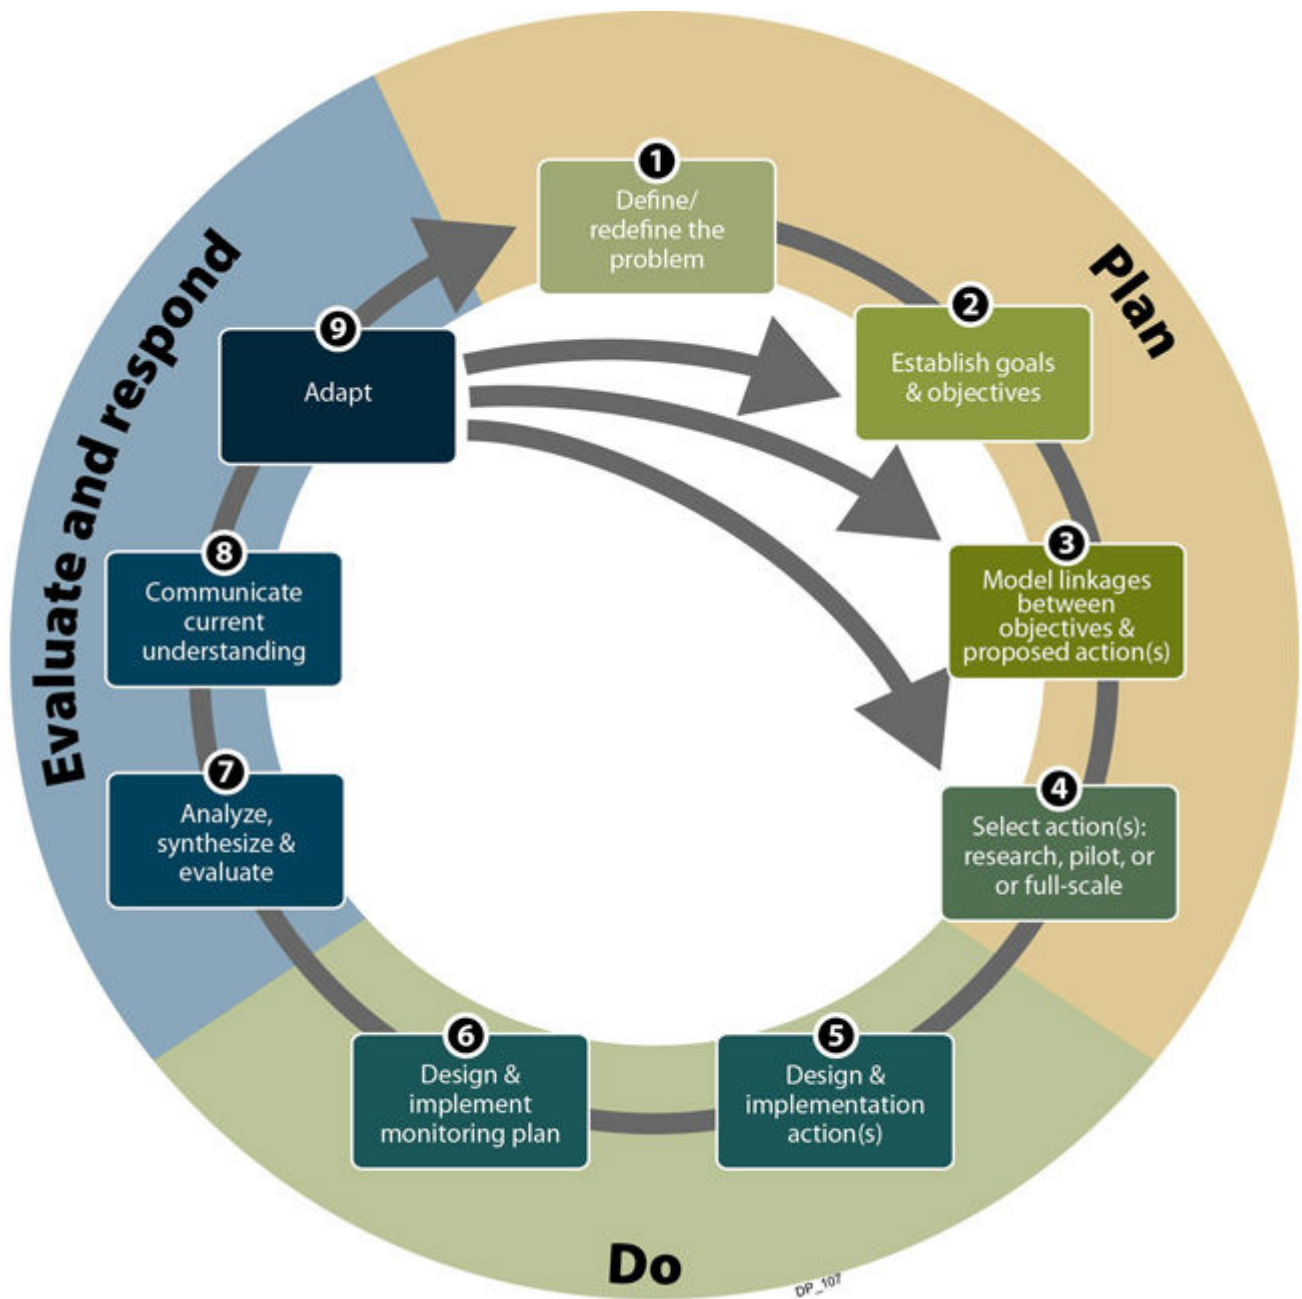 Plan
1
Define/
redefine the
problem
2
Establish goals
& objectives
3
Model linkages
between
objectives &
proposed action(s)
4
Select action(s):
research, pilot, or
or full-scale
Do
5
Design &
implementation
action(s)
6
Design &
implement
monitoring plan
Evaluate and respond
7
Analyze,
synthesize &
evaluate
8
Communicate
current
understanding
9
Adapt
DP_107